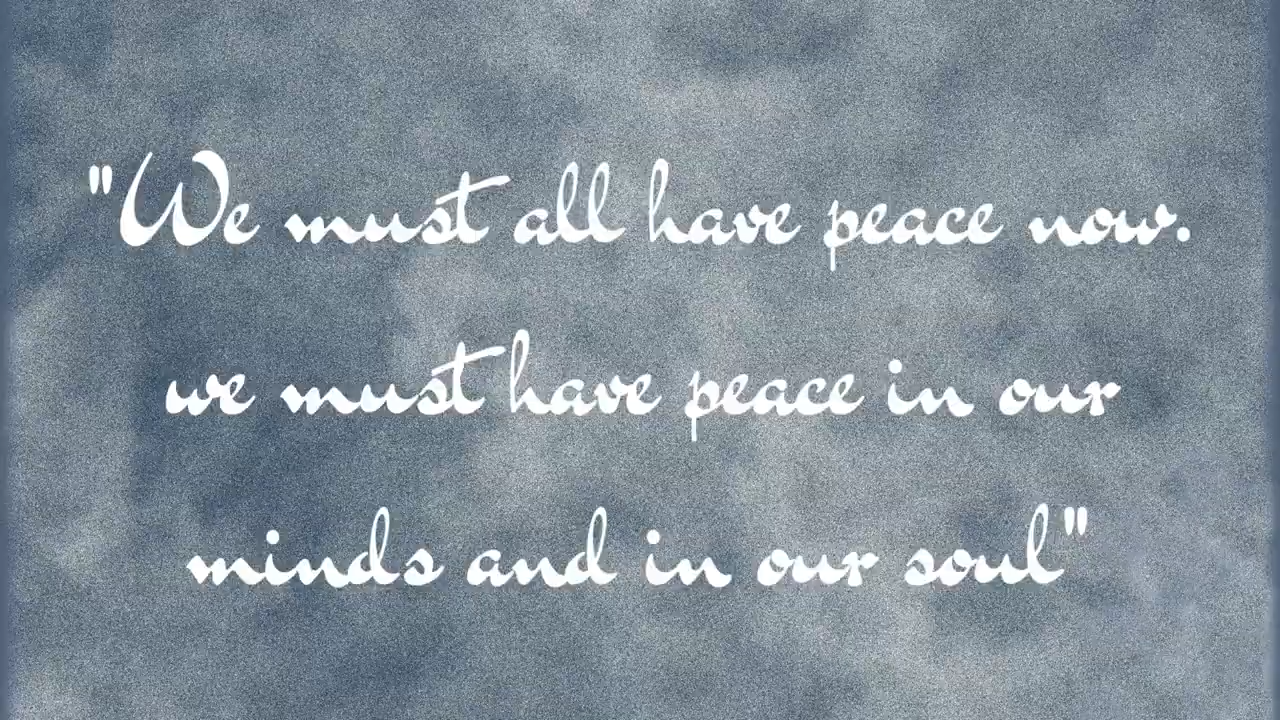 "We must all have peace now.
we must have peace in our
minds and in our soul"